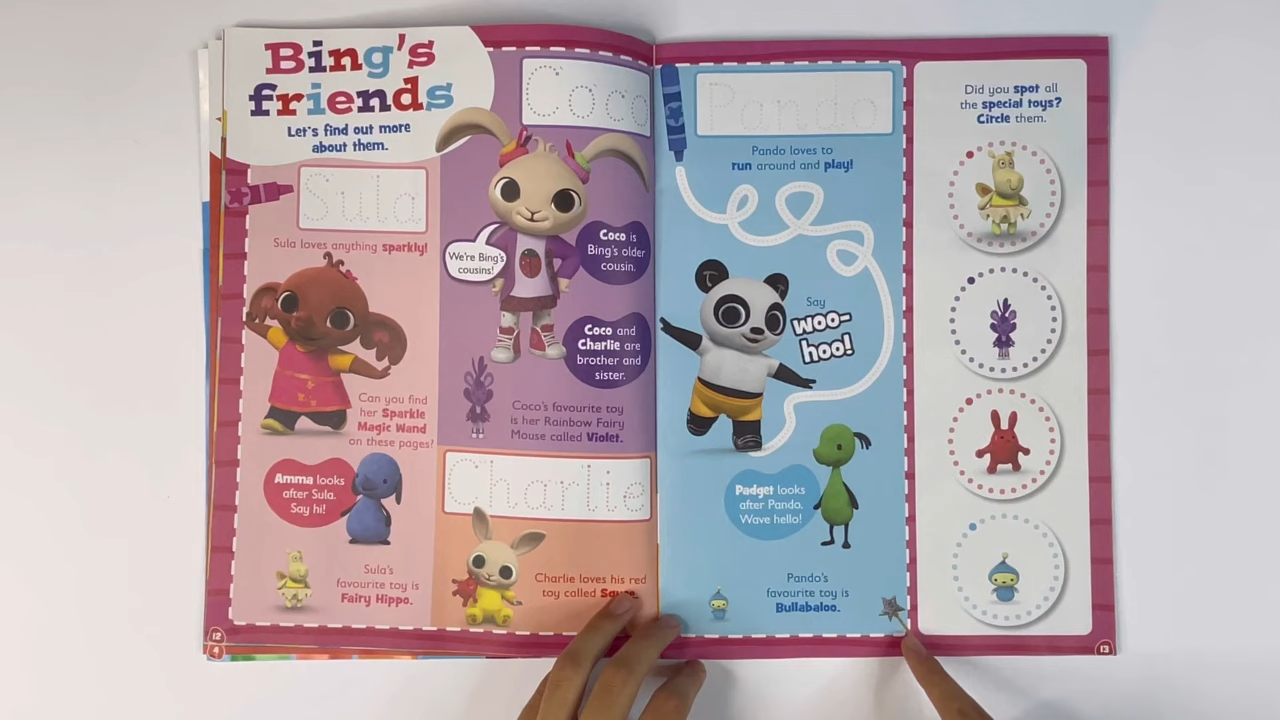 Bing's
friends
Let's find out more
about them.
Sula
Sula loves anything sparkly!
Can you find
her Sparkle
Magic Wand
on these pages?
Amma looks
after Sula.
Say hi!
Sula's
favourite toy is
Fairy Hippo.
Coco
We're Bing's
cousins!
Coco is
Bing's older
cousin.
Coco and
Charlie are
brother and
sister.
Coco's favourite toy
is her Rainbow Fairy
Mouse called Violet.
Charlie
Charlie loves his red
toy called
12
4
Pando
Pando loves to
run around and play!
Say
woo-
hoo!
Padget looks
after Pando.
Wave hello!
Pando's
favourite toy is
Bullabaloo.
Did you spot all
the special toys?
Circle them.
13